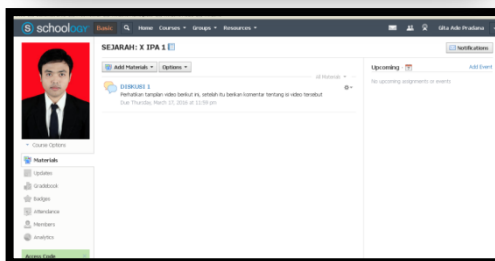 S schoology Basic Home Courses Groups Resources Gita Ade Pradana
SEJARAH: X IPA 1
Notifications
Add Materials Options
All Materials
Upcoming
Add Event
DISKUSI 1
Perhatikan tampilan video berikut ini, setelah itu berikan komentar tentang isi video tersebut
Due Thursday, March 17, 2016 at 11:59 pm
No upcoming assignments or events
Course Options
Materials
Updates
Gradebook
Badges
Attendance
Members
Analytics
Access Code